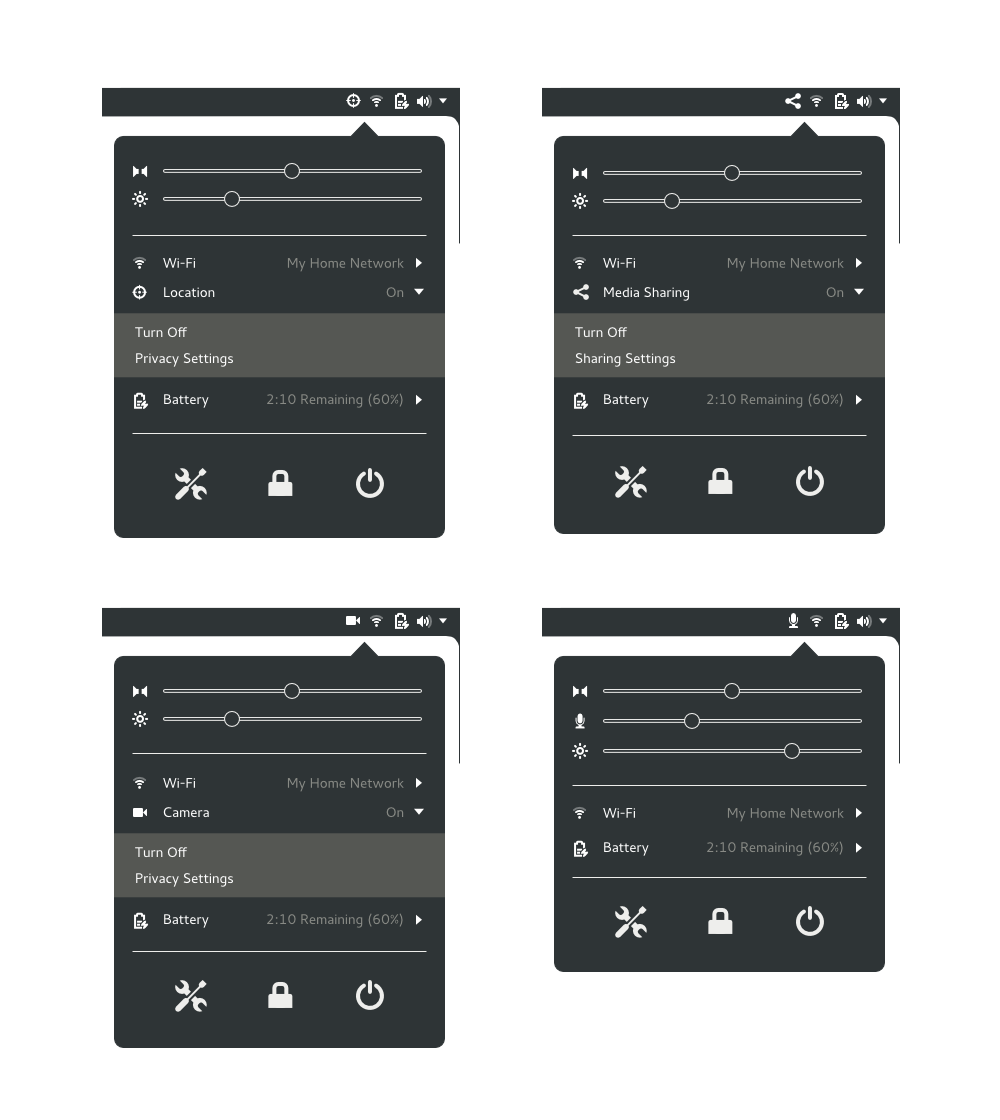 Wi-Fi My Home Network
Location On
Turn Off
Privacy Settings
Battery 2:10 Remaining (60%)
Wi-Fi My Home Network
Media Sharing On
Turn Off
Sharing Settings
Battery 2:10 Remaining (60%)
Wi-Fi My Home Network
Camera On
Turn Off
Privacy Settings
Battery 2:10 Remaining (60%)
Wi-Fi My Home Network
Battery 2:10 Remaining (60%)